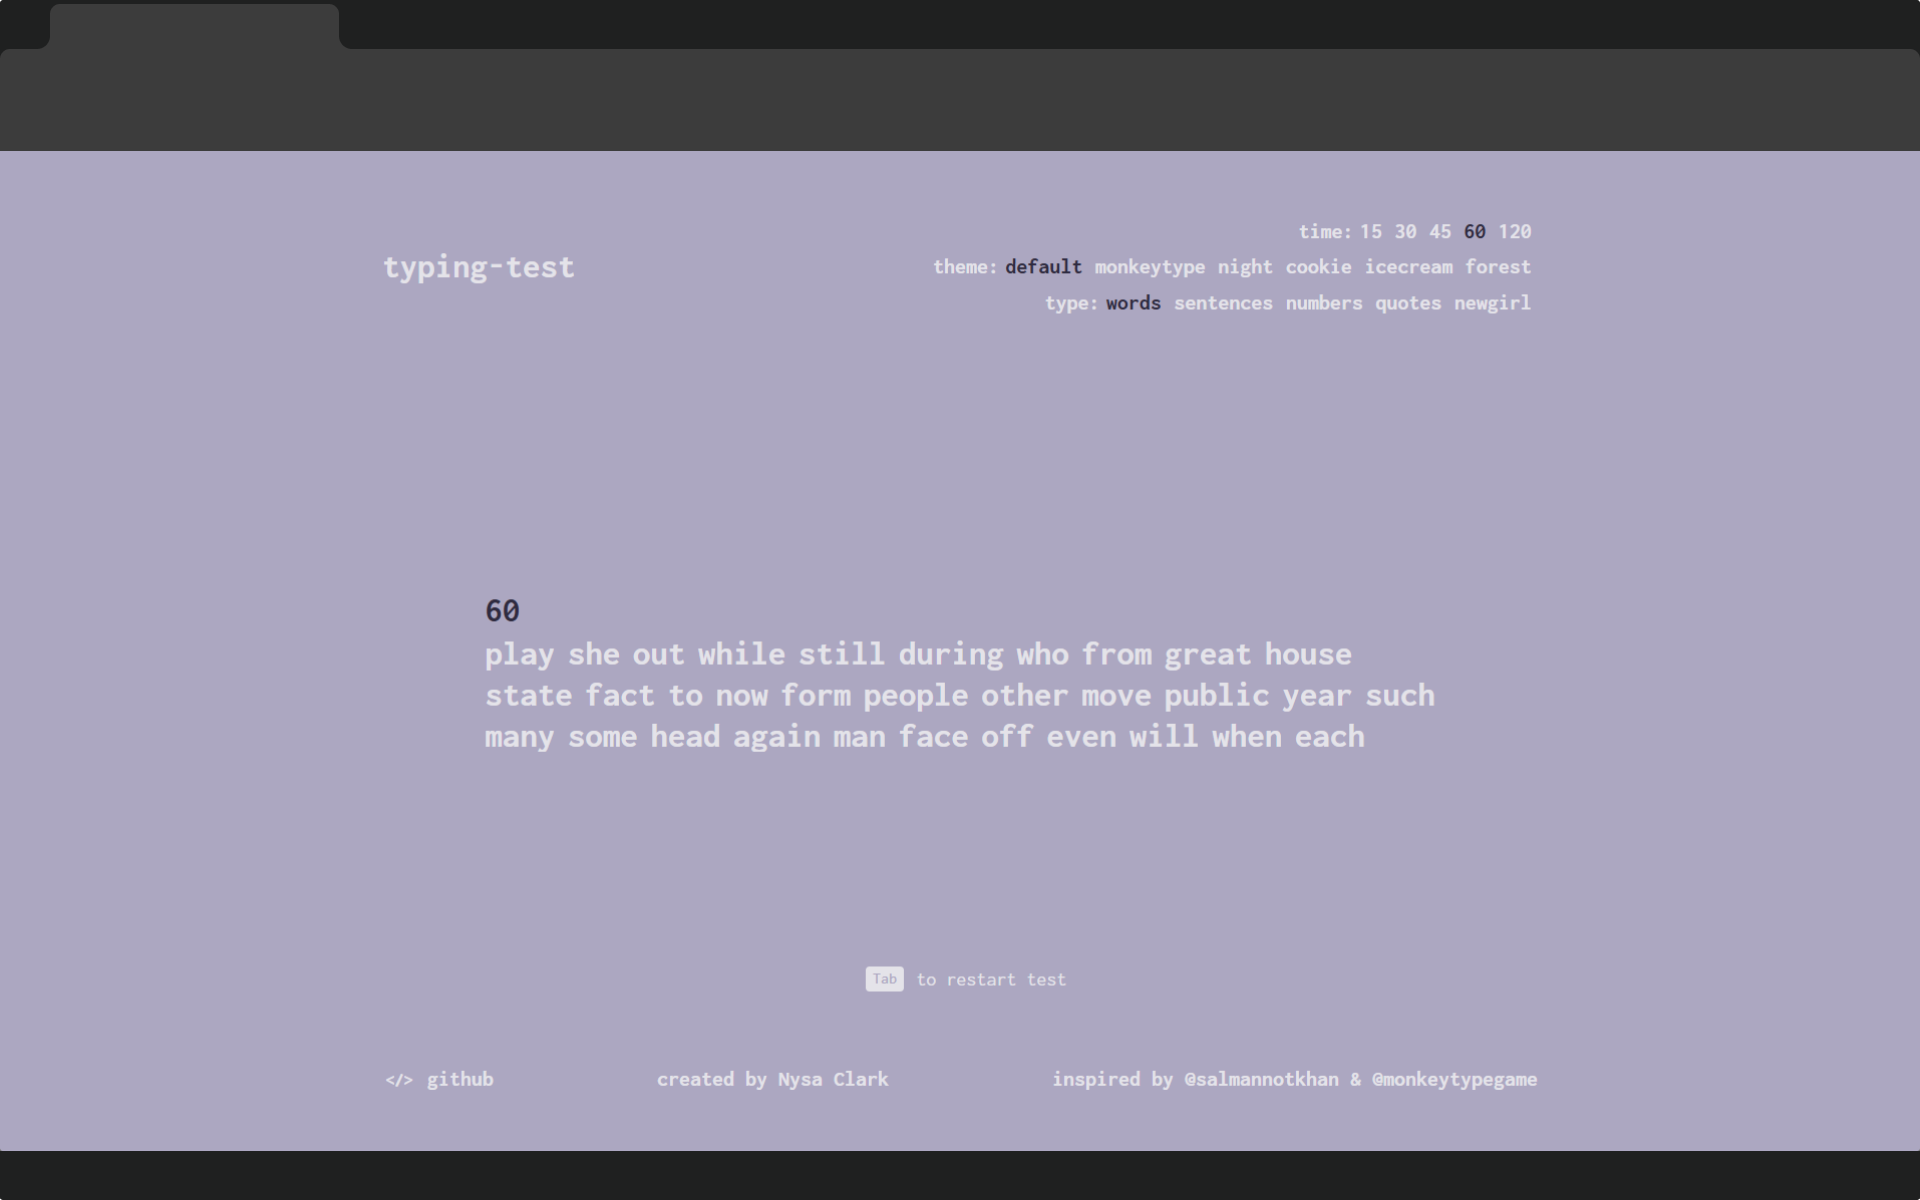 typing-test
time: 15 30 45 60 120
theme: default monkeytype night cookie icecream forest
type: words sentences numbers quotes newgirl
60
play she out while still during who from great house
state fact to now form people other move public year such
many some head again man face off even will when each
Tab to restart test
</> github
created by Nysa Clark
inspired by @salmannotkhan & @monkeytypegame